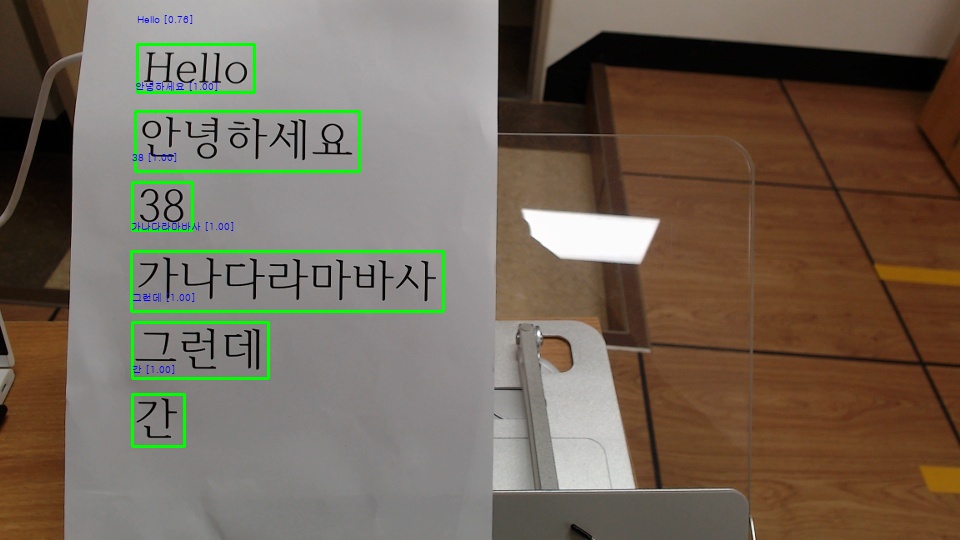 Hello [0.76]
Hello
안녕하세요 [1.00]
안녕하세요
38 [1.00]
38
가나다라마바사 [1.00]
가나다라마바사
그런데 [1.00]
그런데
간 [1.00]
간